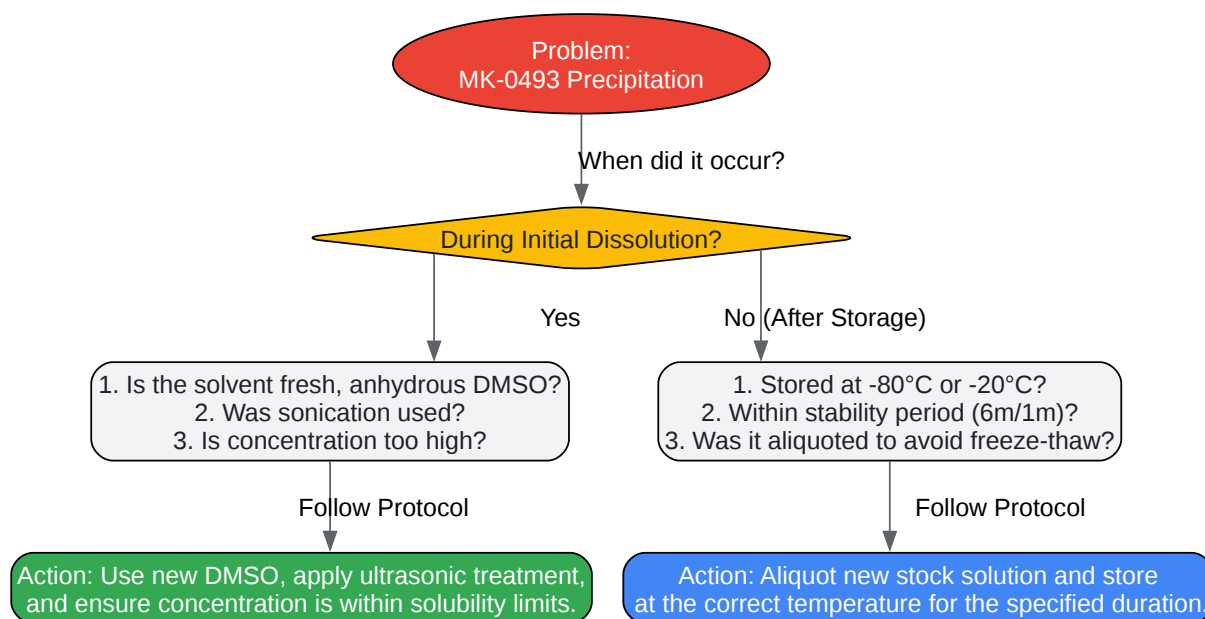 Problem:
MK-0493 Precipitation
When did it occur?
During Initial Dissolution?
Yes
No (After Storage)
1. Is the solvent fresh, anhydrous DMSO?
2. Was sonication used?
3. Is concentration too high?
1. Stored at -80°C or -20°C?
2. Within stability period (6m/1m)?
3. Was it aliquoted to avoid freeze-thaw?
Follow Protocol
Follow Protocol
Action: Use new DMSO, apply ultrasonic treatment,
and ensure concentration is within solubility limits.
Action: Aliquot new stock solution and store
at the correct temperature for the specified duration.